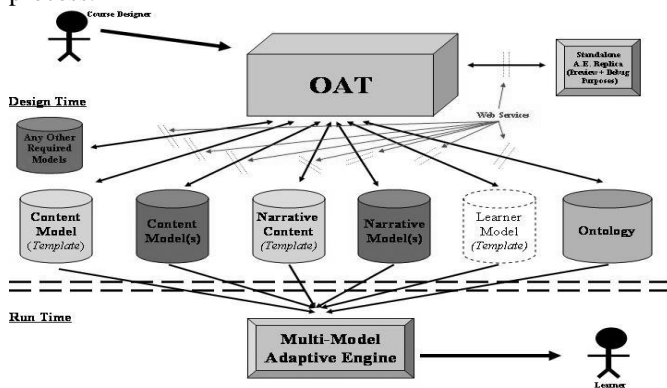 process.
Course Designer
OAT
Standalone
A.E. Replica
(Preview + Debug
Purposes)
Design Time
Web Services
Any Other
Required
Models
Content
Model
(Template)
Content
Model(s)
Narrative
Content
(Template)
Narrative
Model(s)
Learner
Model
(Template)
Ontology
Run Time
Multi-Model
Adaptive Engine
Learner